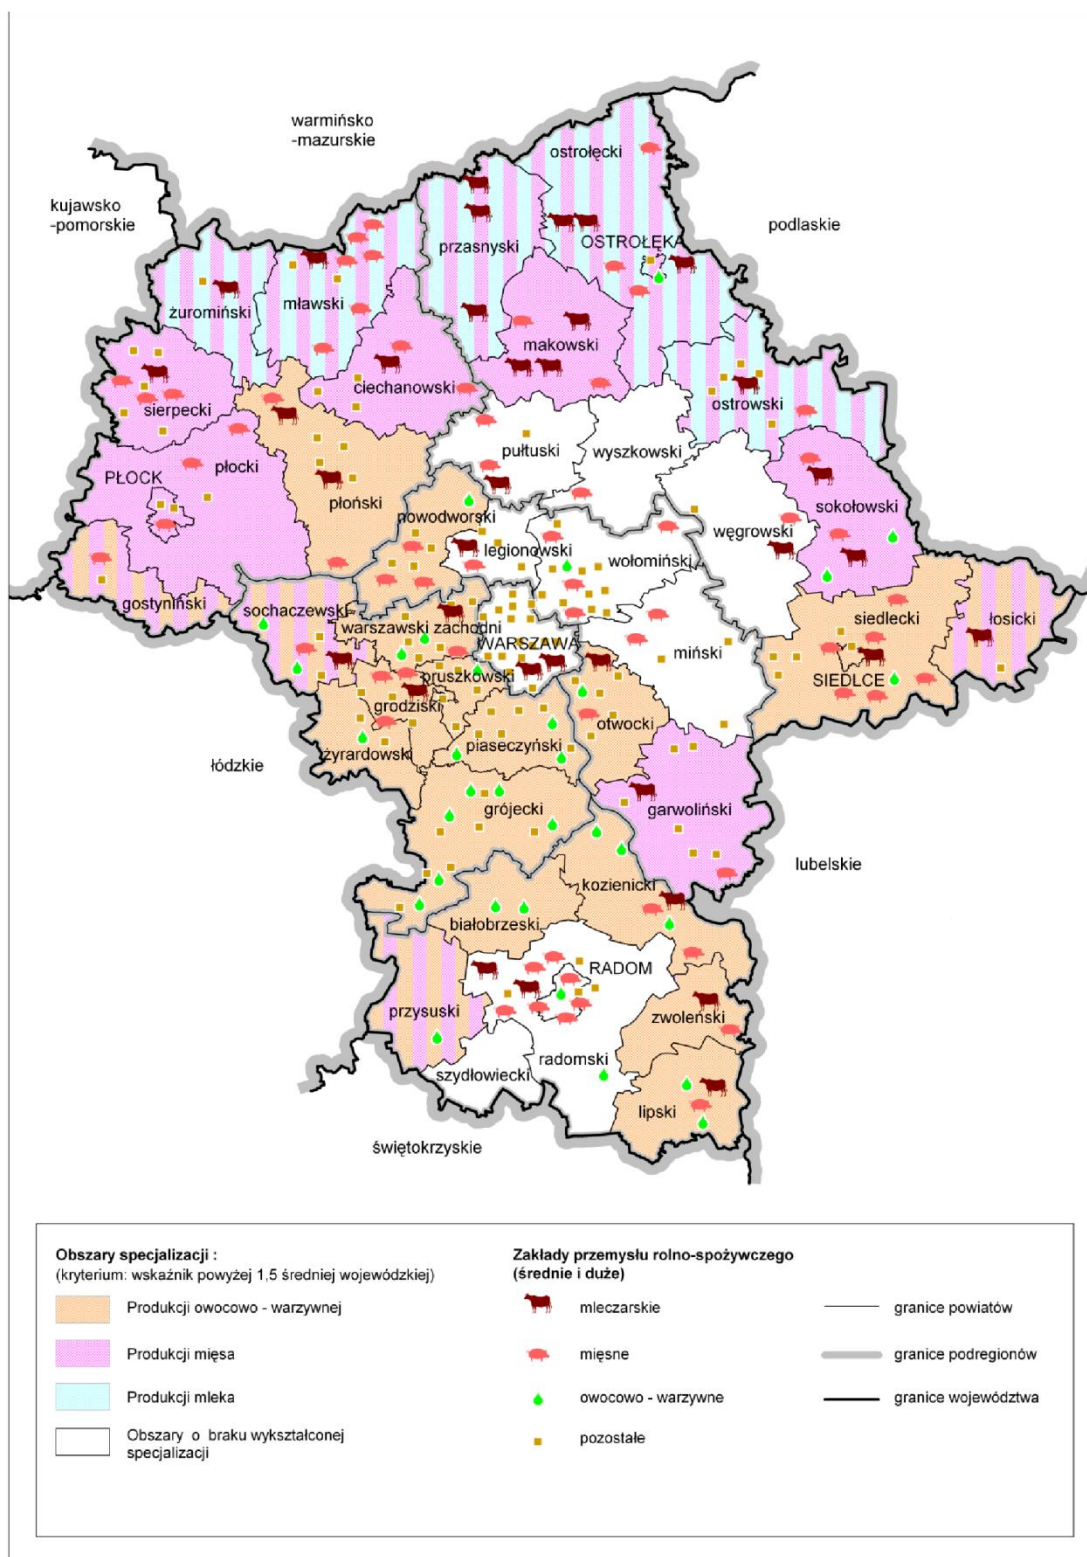 warmińsko
-mazurskie
kujawsko
-pomorskie
podlaskie
ostrołęcki
przasnyski
OSTROŁĘKA
żuromiński
mławski
makowski
ciechanowski
sierpecki
ostrowski
pułtuski
wyszkowski
płocki
PŁOCK
płoński
sokołowski
nowodworski
węgrowski
legionowski
wołomiński
gostyniński
sochaczewski
siedlecki
łosicki
warszawski zachodni
WARSZAWA
miński
pruszkowski
SIEDLCE
grodziski
otwocki
żyrardowski
piaseczyński
łódzkie
grójecki
garwoliński
lubelskie
kozienicki
białobrzeski
RADOM
przysuski
zwoleński
radomski
szydłowiecki
lipski
świętokrzyskie
Obszary specjalizacji :
(kryterium: wskaźnik powyżej 1,5 średniej wojewódzkiej)
Produkcji owocowo - warzywnej
Produkcji mięsa
Produkcji mleka
Obszary o braku wykształconej
specjalizacji
Zakłady przemysłu rolno-spożywczego
(średnie i duże)
mleczarskie
mięsne
owocowo - warzywne
pozostałe
granice powiatów
granice podregionów
granice województwa